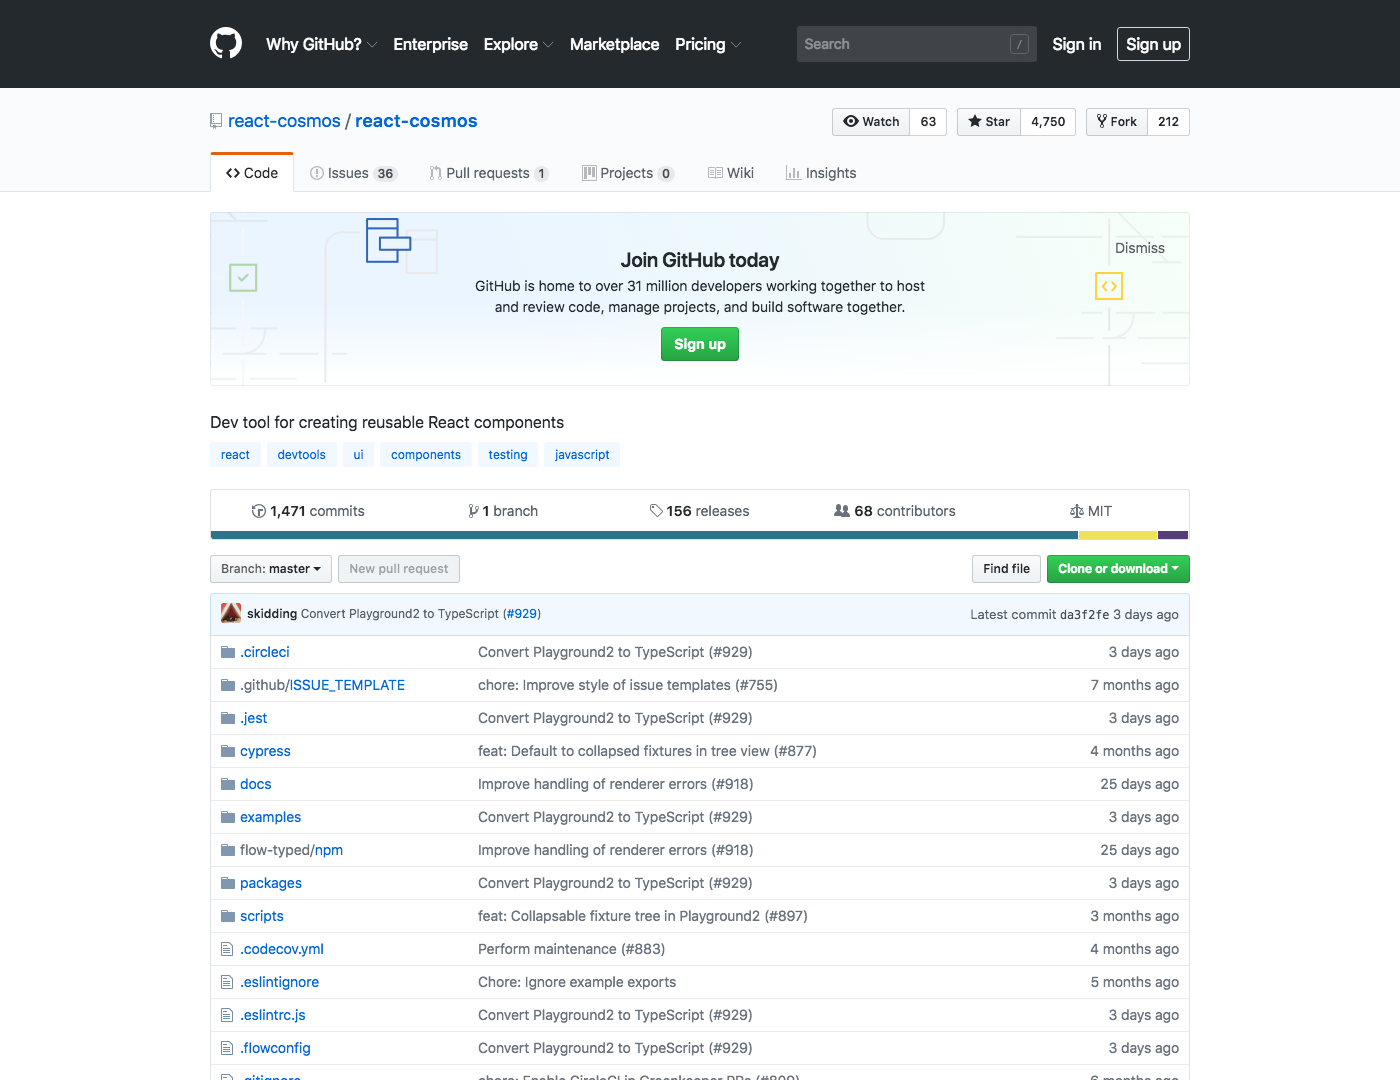 Why GitHub? Enterprise Explore Marketplace Pricing Search / Sign in Sign up
react-cosmos / react-cosmos Watch 63 Star 4,750 Fork 212
Code Issues 36 Pull requests 1 Projects 0 Wiki Insights
Dismiss
Join GitHub today
GitHub is home to over 31 million developers working together to host
and review code, manage projects, and build software together.
Sign up
Dev tool for creating reusable React components
react devtools ui components testing javascript
1,471 commits 1 branch 156 releases 68 contributors MIT
Branch: master New pull request Find file Clone or download
skidding Convert Playground2 to TypeScript (#929) Latest commit da3f2fe 3 days ago
.circleci Convert Playground2 to TypeScript (#929) 3 days ago
.github/ISSUE_TEMPLATE chore: Improve style of issue templates (#755) 7 months ago
.jest Convert Playground2 to TypeScript (#929) 3 days ago
cypress feat: Default to collapsed fixtures in tree view (#877) 4 months ago
docs Improve handling of renderer errors (#918) 25 days ago
examples Convert Playground2 to TypeScript (#929) 3 days ago
flow-typed/npm Improve handling of renderer errors (#918) 25 days ago
packages Convert Playground2 to TypeScript (#929) 3 days ago
scripts feat: Collapsable fixture tree in Playground2 (#897) 3 months ago
.codecov.yml Perform maintenance (#883) 4 months ago
.eslintignore Chore: Ignore example exports 5 months ago
.eslintrc.js Convert Playground2 to TypeScript (#929) 3 days ago
.flowconfig Convert Playground2 to TypeScript (#929) 3 days ago
.gitignore chore: Enable CircleCI in Greenkeeper PRs (#809) 6 months ago